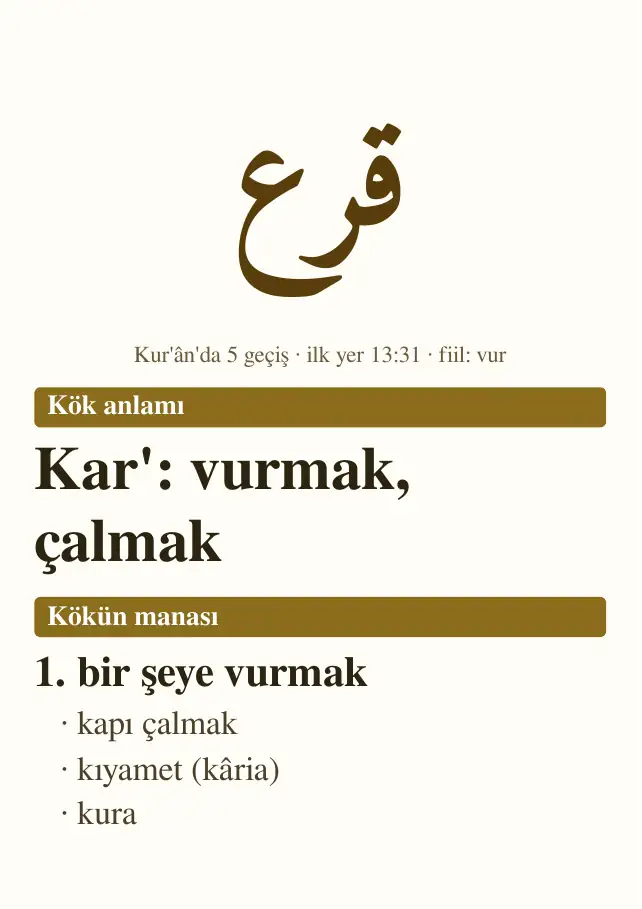 قرع
Kur'ân'da 5 geçiş · ilk yer 13:31 · fiil: vur
Kök anlamı
Kar': vurmak,
çalmak
Kökün manası
1. bir şeye vurmak
· kapı çalmak
· kıyamet (kâria)
· kura